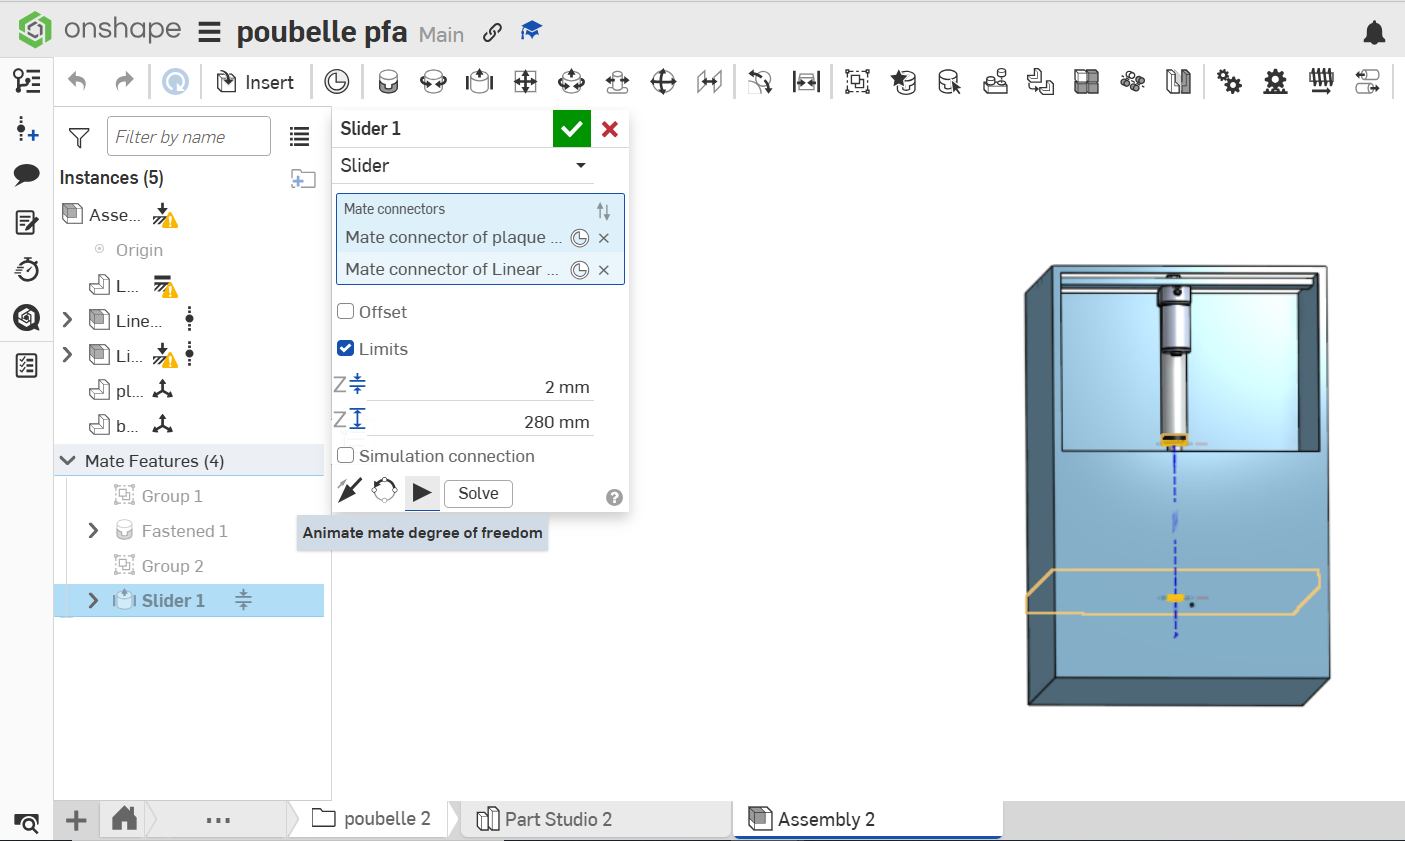 onshape
poubelle pfa Main
Insert
Filter by name
Instances (5)
Asse...
Origin
L...
Line...
Li...
pl...
b...
Mate Features (4)
Group 1
Fastened 1
Group 2
Slider 1
Slider 1
Slider
Mate connectors
Mate connector of plaque ...
Mate connector of Linear ...
Offset
Limits
Z 2 mm
Z 280 mm
Simulation connection
Solve
Animate mate degree of freedom
...
poubelle 2
Part Studio 2
Assembly 2